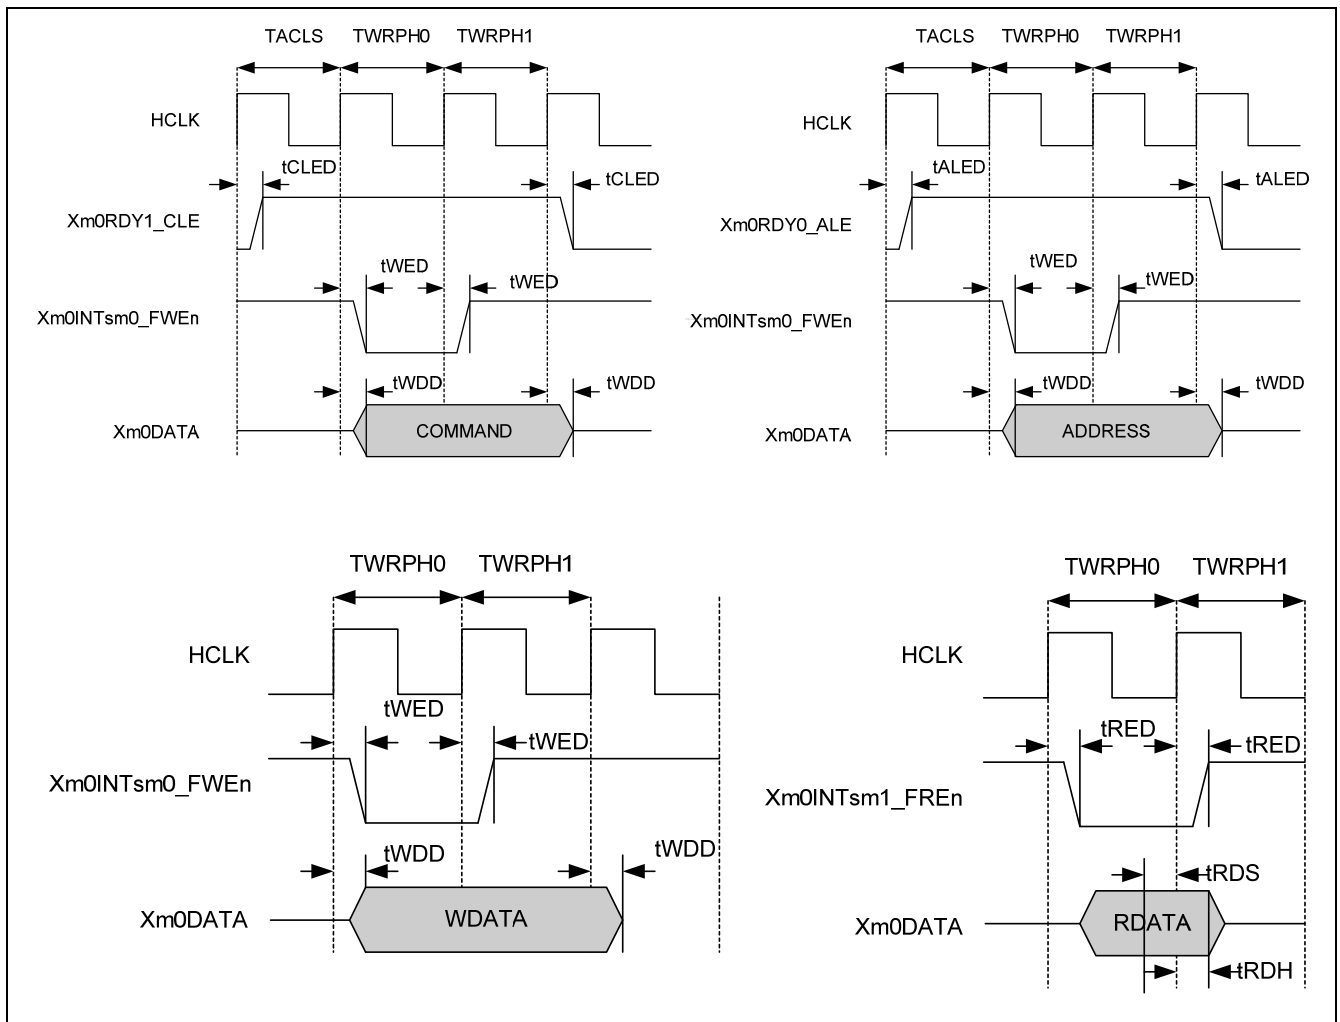 TACLS TWRPH0 TWRPH1
HCLK
tCLED tCLED
Xm0RDY1_CLE
tWED tWED
Xm0INTsm0_FWEn
tWDD tWDD
Xm0DATA COMMAND
TACLS TWRPH0 TWRPH1
HCLK
tALED tALED
Xm0RDY0_ALE
tWED tWED
Xm0INTsm0_FWEn
tWDD tWDD
Xm0DATA ADDRESS
TWRPH0 TWRPH1
HCLK
tWED tWED
Xm0INTsm0_FWEn
tWDD tWDD
Xm0DATA WDATA
TWRPH0 TWRPH1
HCLK
tRED tRED
Xm0INTsm1_FREn
tRDS
Xm0DATA RDATA
tRDH